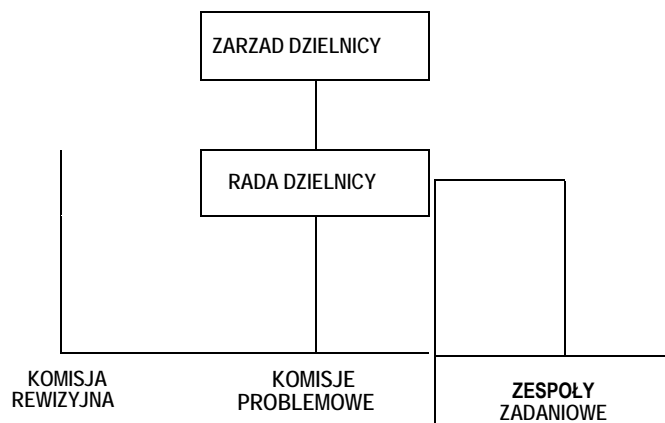 ZARZAD DZIELNICY
RADA DZIELNICY
KOMISJA
REWIZYJNA
KOMISJE
PROBLEMOWE
ZESPOŁY
ZADANIOWE